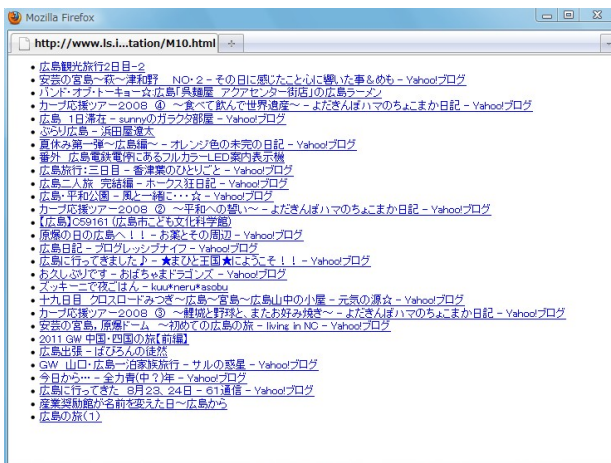 Mozilla Firefox
http://www.ls.i...tation/M10.html
広島観光旅行2日目-2
安芸の宮島～萩～津和野　NO・2 - その日に感じたこと心に響いた事＆めも - Yahoo!ブログ
バンド・オブ・トーキョー☆:広島「呉麺屋 アクアセンター街店」の広島ラーメン
カープ応援ツアー2008 ④ ～食べて飲んで世界遺産～ - よだきんぼハマのちょこまか日記 - Yahoo!ブログ
広島 1日滞在 - sunnyのガラクタ部屋 - Yahoo!ブログ
ぶらり広島 - 浜田屋遼太
夏休み第一弾～広島編～ - オレンジ色の未完の日記 - Yahoo!ブログ
番外 広島電鉄電停にあるフルカラーLED案内表示機
広島旅行:三日目 - 香津葉のひとりごと - Yahoo!ブログ
広島二人旅 完結編 - ホークス狂日記 - Yahoo!ブログ
広島・平和公園 - 風と一緒に・・☆ - Yahoo!ブログ
カープ応援ツアー2008 ② ～平和への誓い～ - よだきんぼハマのちょこまか日記 - Yahoo!ブログ
【広島】C59161（広島市こども文化科学館）
原爆の日の広島へ！！ - お薬とその周辺 - Yahoo!ブログ
広島日記 - プログレッシブナイフ - Yahoo!ブログ
広島に行ってきました♪ - ★まひと王国★にようこそ！！ - Yahoo!ブログ
お久しぶりです - おばちゃまドラゴンズ - Yahoo!ブログ
ズッキーニで夜ごはん - kuu*neru*asobu
十九日目 クロスロードみつぎ～広島～宮島～広島山中の小屋 - 元気の源☆ - Yahoo!ブログ
カープ応援ツアー2008 ③ ～鯉城と野球と、またお好み焼き～ - よだきんぼハマのちょこまか日記 - Yahoo!ブログ
安芸の宮島，原爆ドーム ～初めての広島の旅 - living in NC - Yahoo!ブログ
2011 GW 中国・四国の旅【前編】
広島出張 - ばびろんの徒然
GW 山口・広島一泊家族旅行 - サルの惑星 - Yahoo!ブログ
今日から… - 全力青(中？)年 - Yahoo!ブログ
広島に行ってきた 8月23、24日 - 61通信 - Yahoo!ブログ
産業奨励館が名前を変えた日～広島から
広島の旅（1）